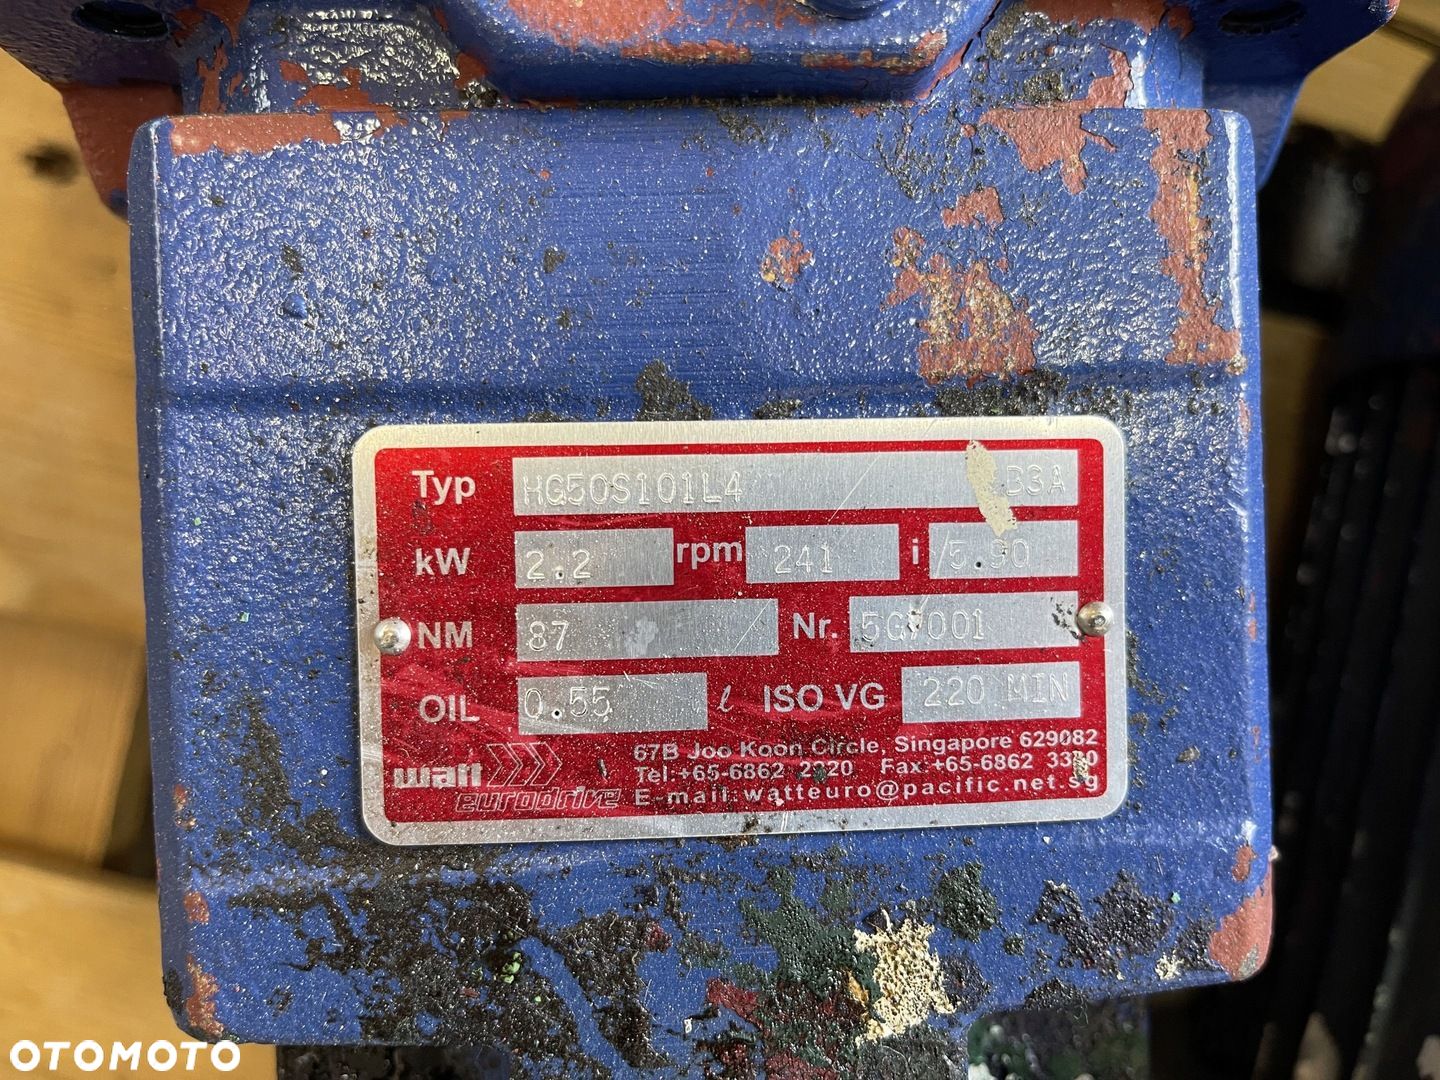 Typ HG50S101L4 B3A
kW 2.2 rpm 241 i 5.90
NM 87 Nr. 5G7001
OIL 0.55 ℓ ISO VG 220 MIN
watt eurodrive
67B Joo Koon Circle, Singapore 629082
Tel:+65-6862 2220 Fax:+65-6862 3330
E-mail:watteuro@pacific.net.sg
OTOMOTO